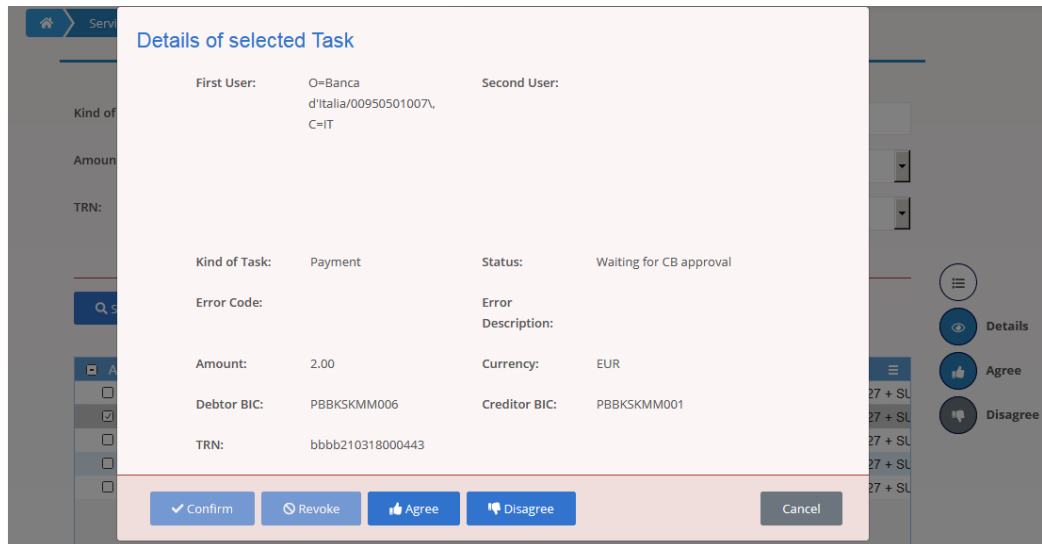 Servi
Details of selected Task
First User: O=Banca Second User:
d'Italia/00950501007\,
C=IT
Kind of
Amoun
TRN:
Kind of Task: Payment Status: Waiting for CB approval
Error Code: Error
Description:
S
Details
Amount: 2.00 Currency: EUR
A
Agree
27 + SU
Debtor BIC: PBBKSKMM006 Creditor BIC: PBBKSKMM001
27 + SU
Disagree
27 + SU
TRN: bbbb210318000443
27 + SU
27 + SU
Confirm Revoke Agree Disagree Cancel